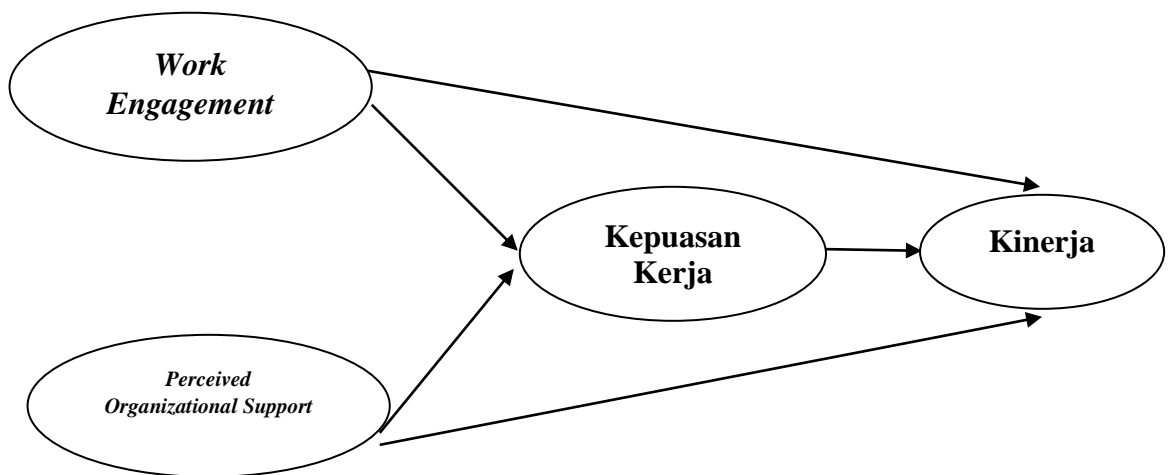 Work
Engagement
Kepuasan
Kerja
Kinerja
Perceived
Organizational Support